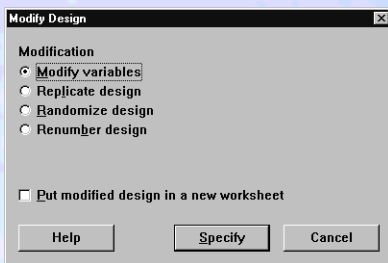 Modify Design
Modification
Modify variables
Replicate design
Randomize design
Renumber design
Put modified design in a new worksheet
Help Specify Cancel